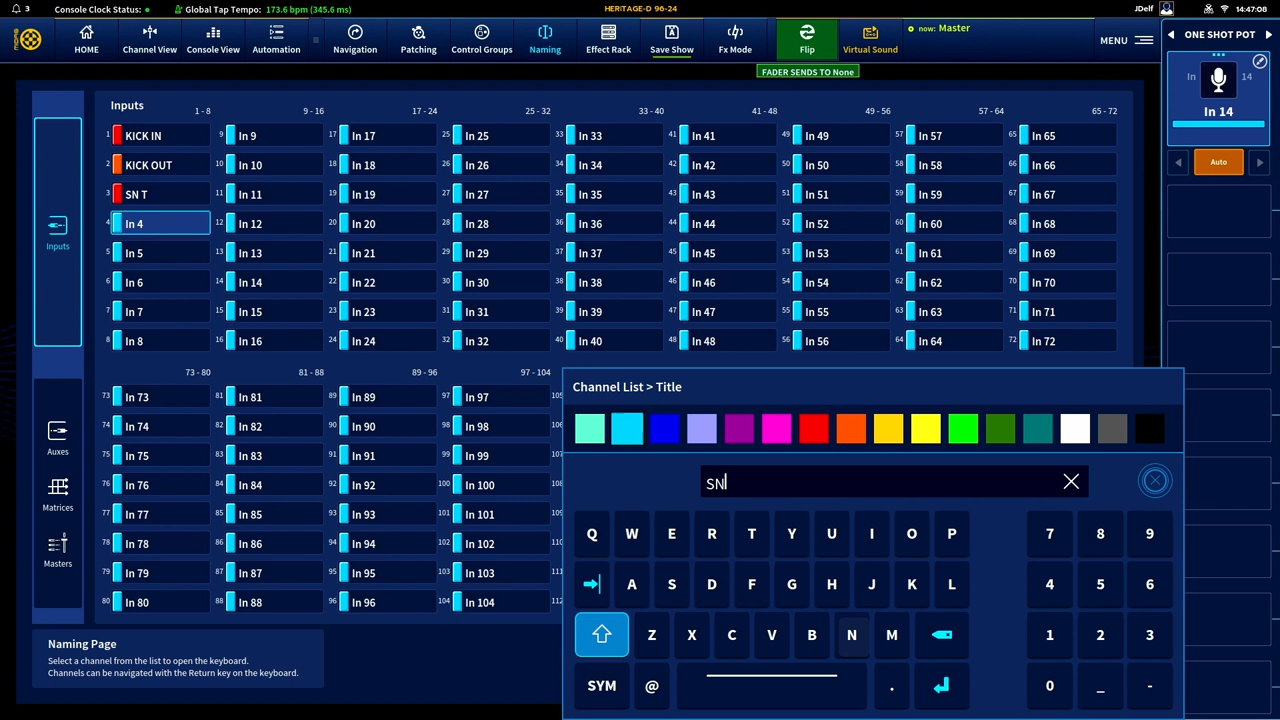 3
Console Clock Status:
Global Tap Tempo: 173.6 bpm (345.6 ms)
HERITAGE-D 96-24
JDelf
14:47:08
HOME
Channel View
Console View
Automation
Navigation
Patching
Control Groups
Naming
Effect Rack
Save Show
Fx Mode
Flip
Virtual Sound
now: Master
MENU
ONE SHOT POT
FADER SENDS TO None
In 14
In 14
Auto
Inputs
1 - 8 9 - 16 17 - 24 25 - 32 33 - 40 41 - 48 49 - 56 57 - 64 65 - 72
1 KICK IN 9 In 9 17 In 17 25 In 25 33 In 33 41 In 41 49 In 49 57 In 57 65 In 65
2 KICK OUT 10 In 10 18 In 18 26 In 26 34 In 34 42 In 42 50 In 50 58 In 58 66 In 66
3 SN T 11 In 11 19 In 19 27 In 27 35 In 35 43 In 43 51 In 51 59 In 59 67 In 67
4 In 4 12 In 12 20 In 20 28 In 28 36 In 36 44 In 44 52 In 52 60 In 60 68 In 68
5 In 5 13 In 13 21 In 21 29 In 29 37 In 37 45 In 45 53 In 53 61 In 61 69 In 69
6 In 6 14 In 14 22 In 22 30 In 30 38 In 38 46 In 46 54 In 54 62 In 62 70 In 70
7 In 7 15 In 15 23 In 23 31 In 31 39 In 39 47 In 47 55 In 55 63 In 63 71 In 71
8 In 8 16 In 16 24 In 24 32 In 32 40 In 40 48 In 48 56 In 56 64 In 64 72 In 72
Inputs
Auxes
Matrices
Masters
73 - 80 81 - 88 89 - 96 97 - 104
73 In 73 81 In 81 89 In 89 97 In 97 105
74 In 74 82 In 82 90 In 90 98 In 98 106
75 In 75 83 In 83 91 In 91 99 In 99 107
76 In 76 84 In 84 92 In 92 100 In 100 108
77 In 77 85 In 85 93 In 93 101 In 101 109
78 In 78 86 In 86 94 In 94 102 In 102 110
79 In 79 87 In 87 95 In 95 103 In 103 111
80 In 80 88 In 88 96 In 96 104 In 104 112
Naming Page
Select a channel from the list to open the keyboard.
Channels can be navigated with the Return key on the keyboard.
Channel List > Title
SN
Q W E R T Y U I O P 7 8 9
A S D F G H J K L 4 5 6
Z X C V B N M 1 2 3
SYM @ . 0 _ -